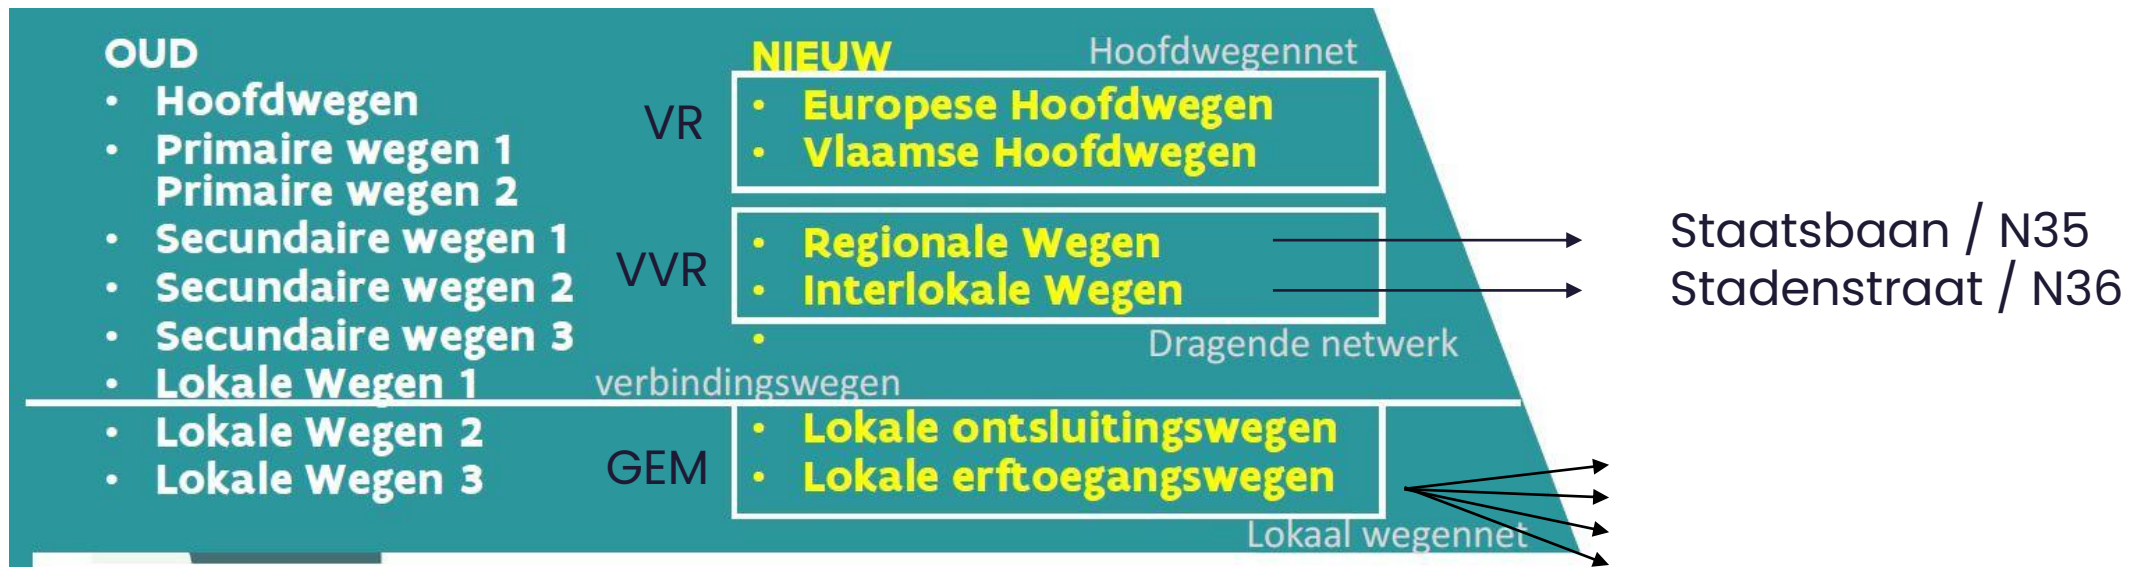 OUD
• Hoofdwegen
• Primaire wegen 1
Primaire wegen 2
• Secundaire wegen 1
• Secundaire wegen 2
• Secundaire wegen 3
• Lokale Wegen 1
• Lokale Wegen 2
• Lokale Wegen 3
verbindingswegen
VR
VVR
GEM
NIEUW
Hoofdwegennet
• Europese Hoofdwegen
• Vlaamse Hoofdwegen
• Regionale Wegen
• Interlokale Wegen
•
Dragende netwerk
• Lokale ontsluitingswegen
• Lokale erftoegangswegen
Lokaal wegennet
Staatsbaan / N35
Stadenstraat / N36